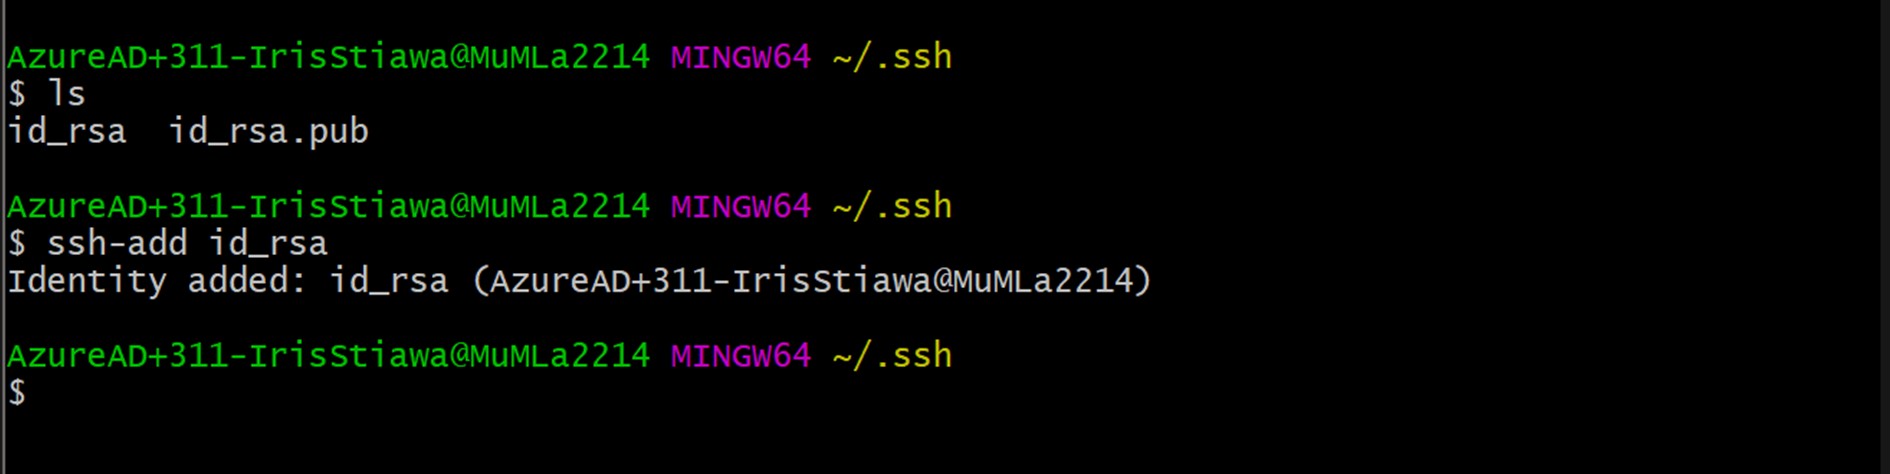 AzureAD+311-IrisStiawa@MuMLa2214 MINGW64 ~/.ssh
$ ls
id_rsa  id_rsa.pub
AzureAD+311-IrisStiawa@MuMLa2214 MINGW64 ~/.ssh
$ ssh-add id_rsa
Identity added: id_rsa (AzureAD+311-IrisStiawa@MuMLa2214)
AzureAD+311-IrisStiawa@MuMLa2214 MINGW64 ~/.ssh
$